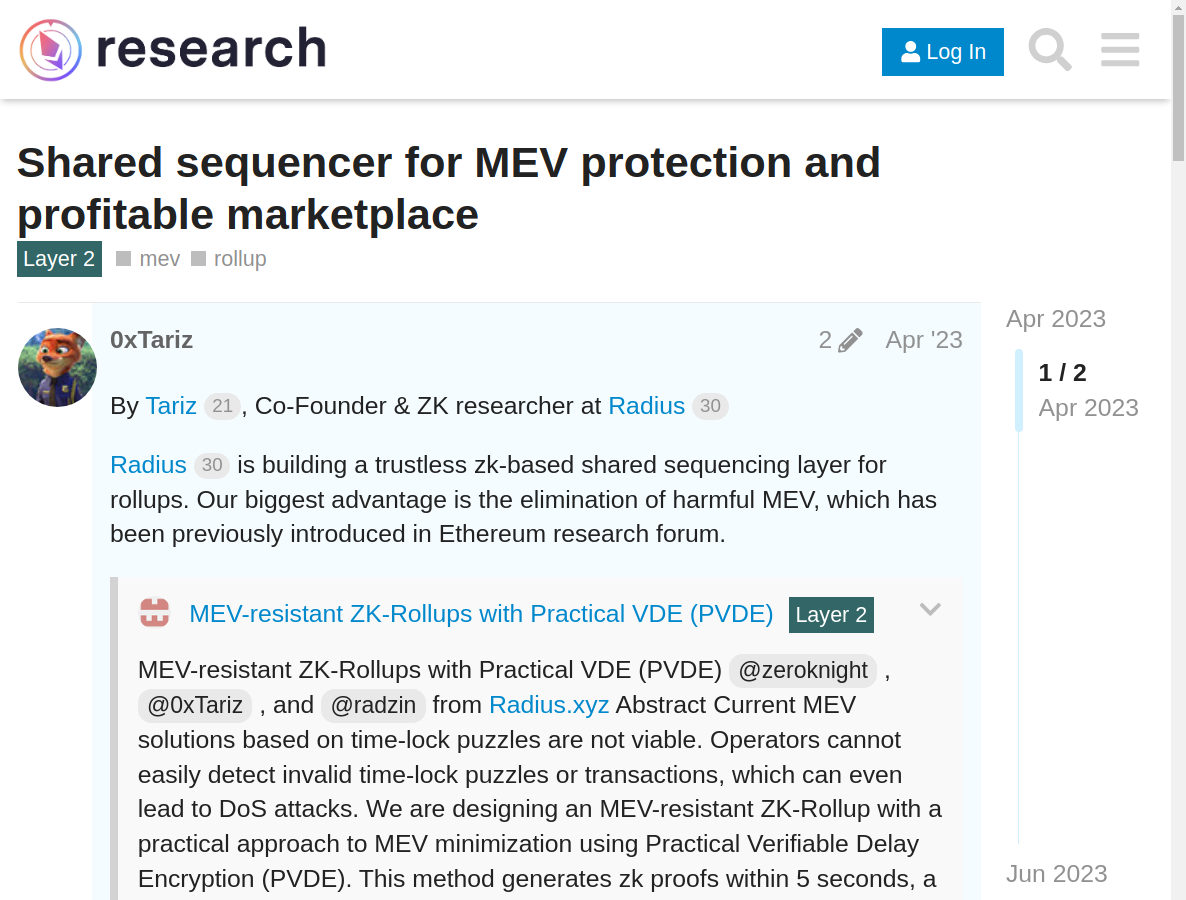 research
Log In
Shared sequencer for MEV protection and
profitable marketplace
Layer 2 mev rollup
Apr 2023
0xTariz 2 Apr '23
1 / 2
Apr 2023
By Tariz 21, Co-Founder & ZK researcher at Radius 30
Radius 30 is building a trustless zk-based shared sequencing layer for
rollups. Our biggest advantage is the elimination of harmful MEV, which has
been previously introduced in Ethereum research forum.
MEV-resistant ZK-Rollups with Practical VDE (PVDE) Layer 2
MEV-resistant ZK-Rollups with Practical VDE (PVDE) @zeroknight ,
@0xTariz , and @radzin from Radius.xyz Abstract Current MEV
solutions based on time-lock puzzles are not viable. Operators cannot
easily detect invalid time-lock puzzles or transactions, which can even
lead to DoS attacks. We are designing an MEV-resistant ZK-Rollup with a
practical approach to MEV minimization using Practical Verifiable Delay
Encryption (PVDE). This method generates zk proofs within 5 seconds, a
Jun 2023